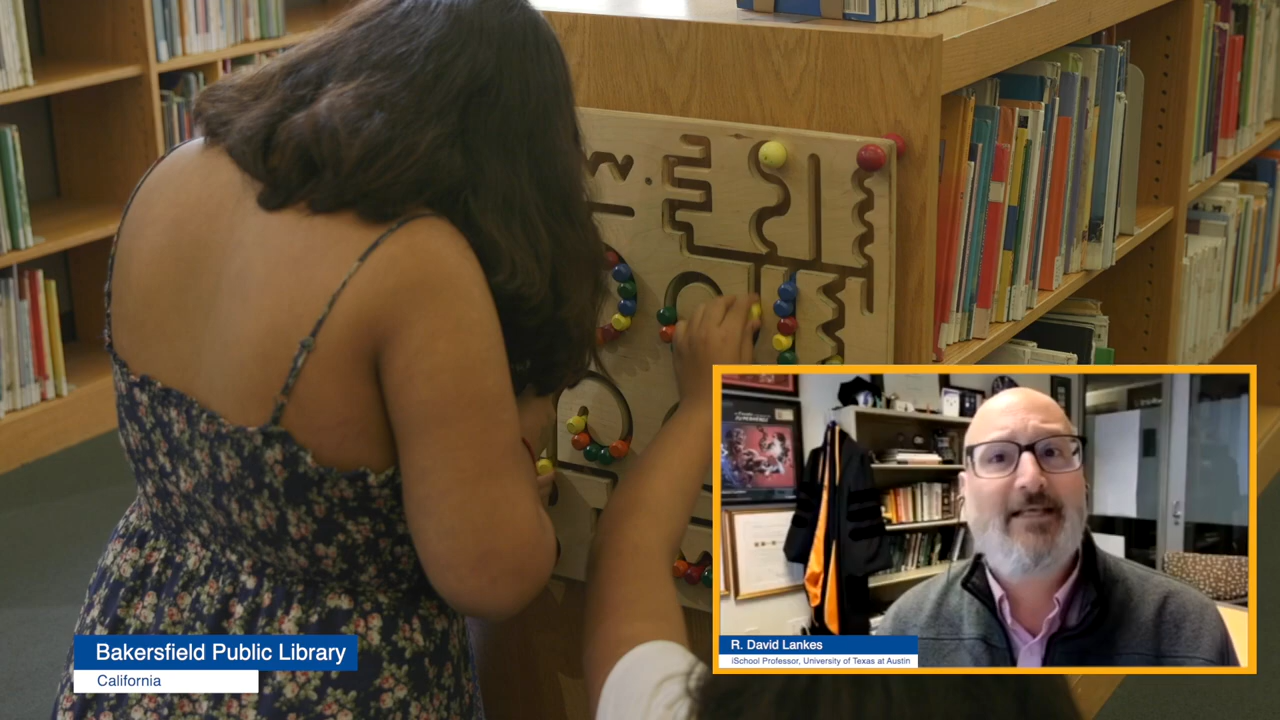 Bakersfield Public Library
California
R. David Lankes
iSchool Professor, University of Texas at Austin